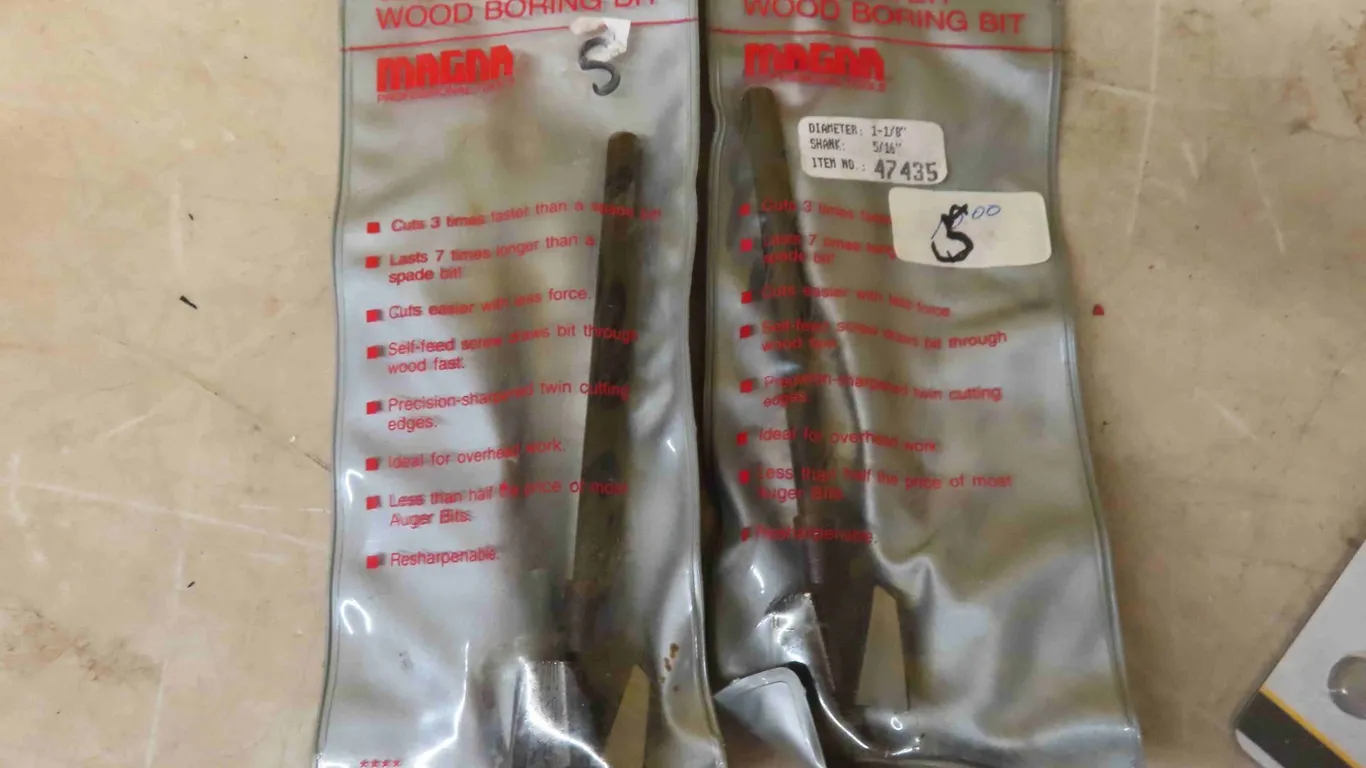 WOOD BORING BIT
MAGNA
PROFESSIONAL
5
Cuts 3 times faster than a spade bit!
Lasts 7 times longer than a
spade bit!
Cuts easier with less force.
Self-feed screw draws bit through
wood fast.
Precision-sharpened twin cutting
edges.
Ideal for overhead work.
Less than half the price of most
Auger Bits.
Resharpenable.
****
WOOD BORING BIT
MAGNA
DIAMETER: 1-1/8"
SHANK: 5/16"
ITEM NO.: 47435
5.00
Cuts 3 times faster
Lasts 7 times long
spade bit!
Cuts easier with less force
Self-feed screw draws bit through
wood fast.
Precision-sharpened twin cutting
edges.
Ideal for overhead work.
Less than half the price of most
Auger Bits.
Resharpenable.